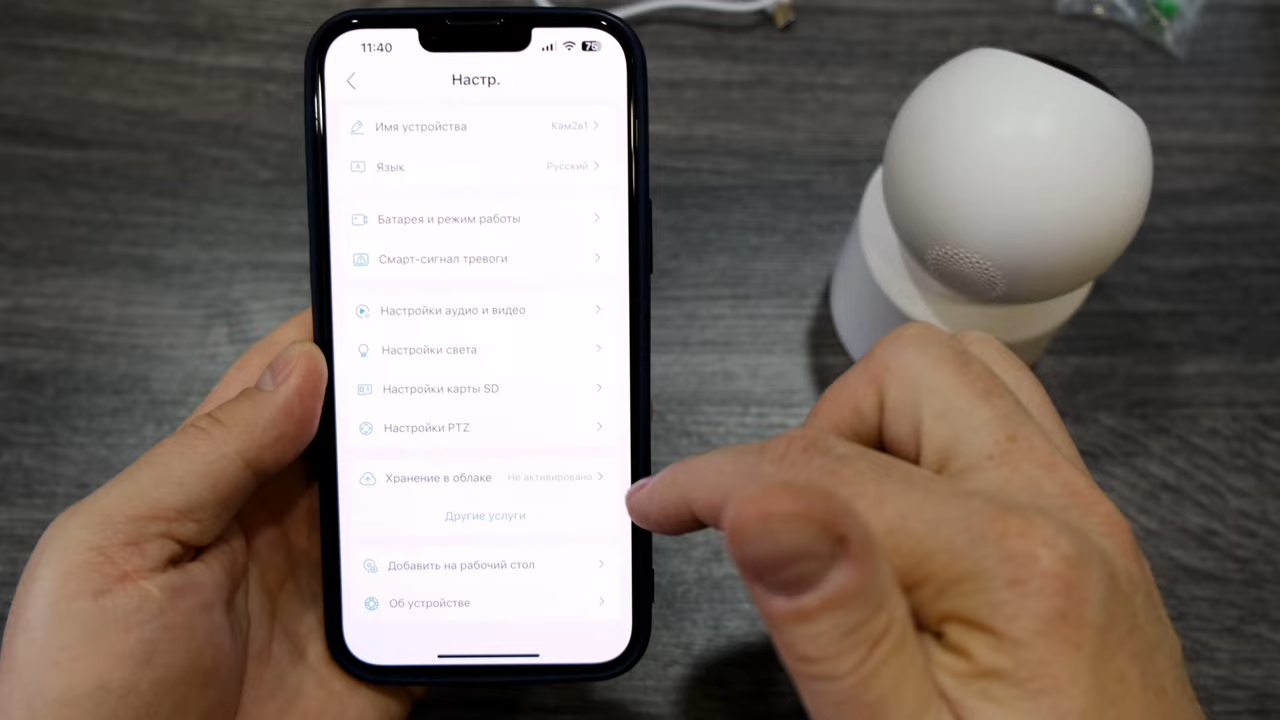 11:40
75
Настр.
Имя устройства Кам2в1
Язык Русский
Батарея и режим работы
Смарт-сигнал тревоги
Настройки аудио и видео
Настройки света
Настройки карты SD
Настройки PTZ
Хранение в облаке Не активировано
Другие услуги
Добавить на рабочий стол
Об устройстве